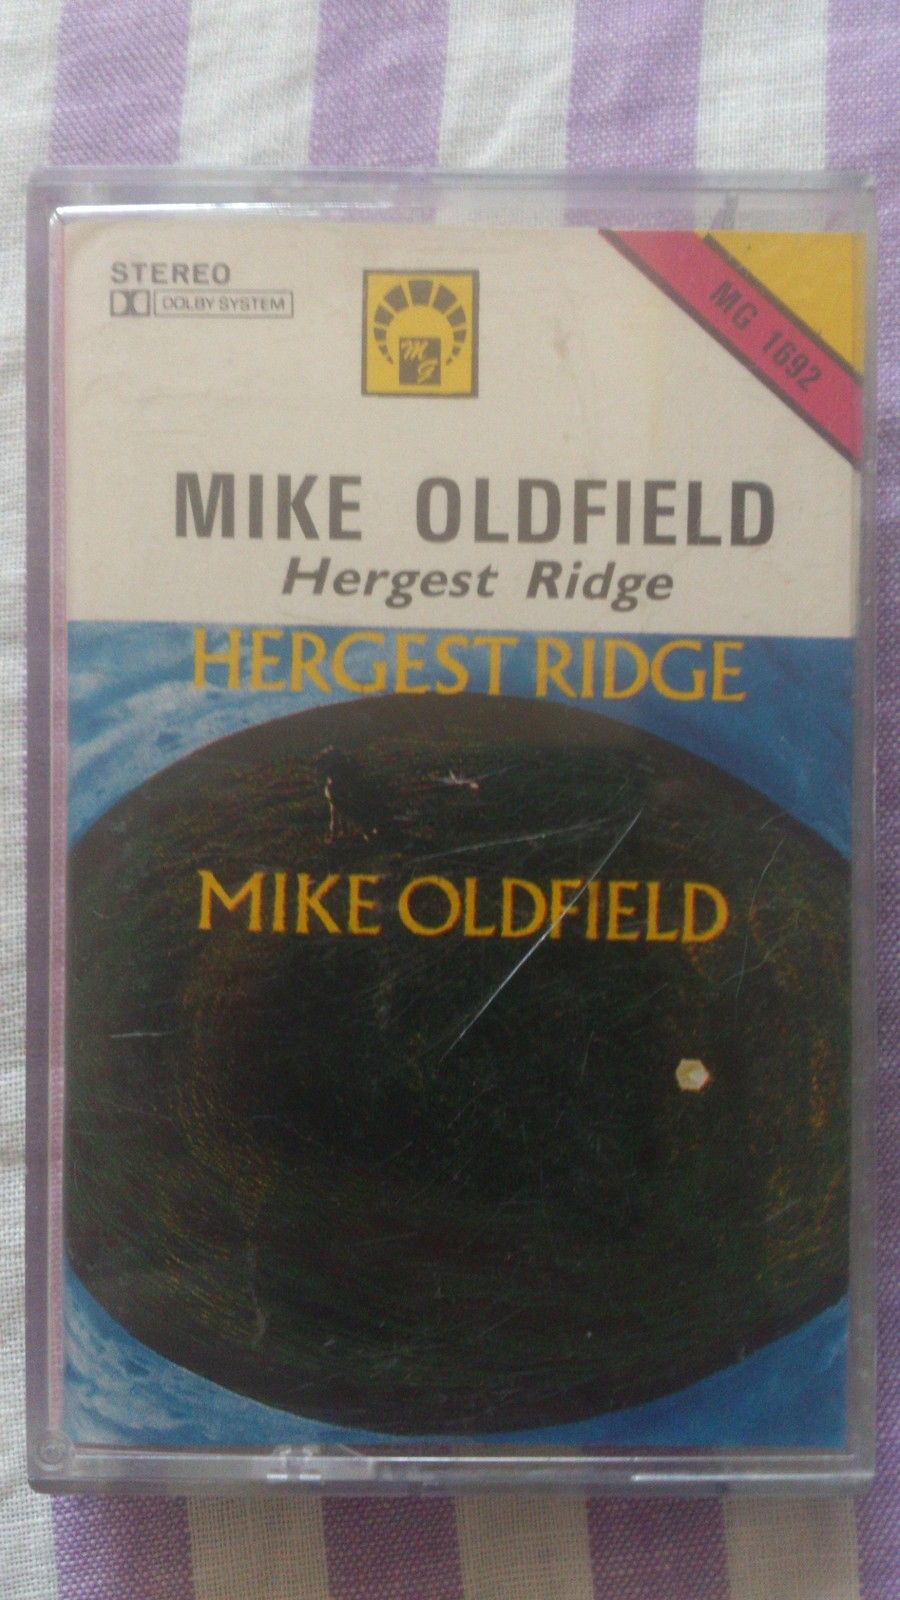 STEREO
DOLBY SYSTEM
MG
MG 1692
MIKE OLDFIELD
Hergest Ridge
HERGEST RIDGE
MIKE OLDFIELD